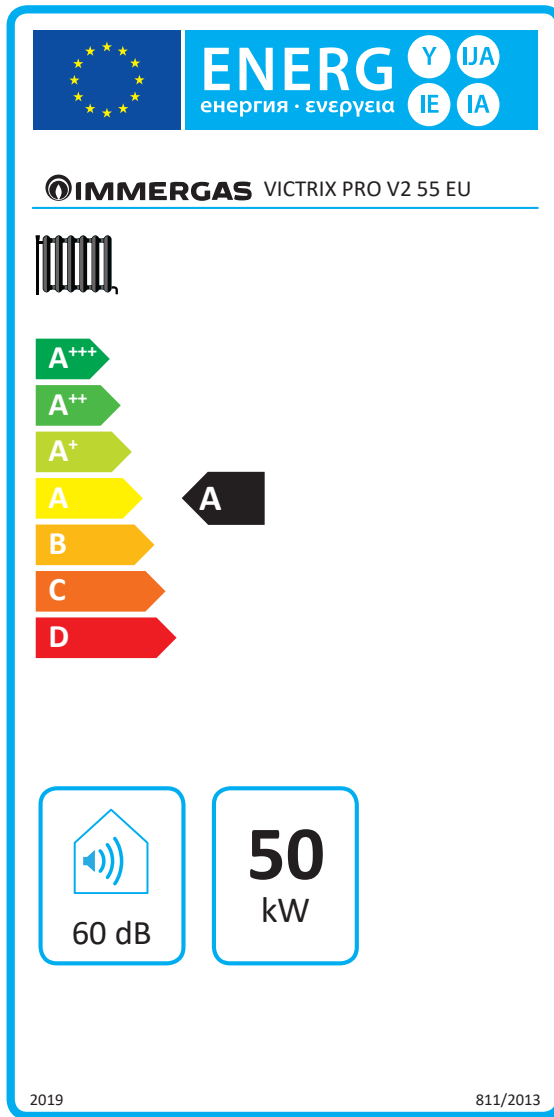 ENERG Y IJA
енергия · ενεργεια IE IA
IMMERGAS VICTRIX PRO V2 55 EU
A+++
A++
A+
A A
B
C
D
60 dB
50
kW
2019 811/2013